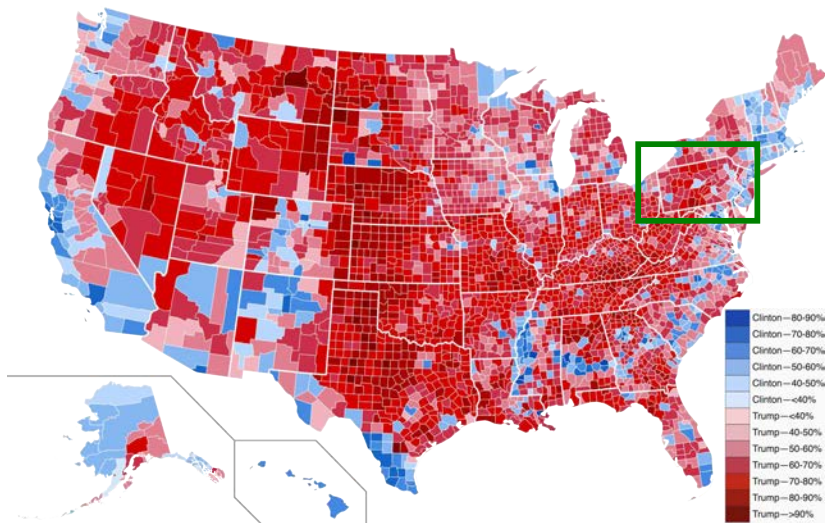 Clinton—80-90%
Clinton—70-80%
Clinton—60-70%
Clinton—50-60%
Clinton—40-50%
Clinton—<40%
Trump—<40%
Trump—40-50%
Trump—50-60%
Trump—60-70%
Trump—70-80%
Trump—80-90%
Trump—>90%